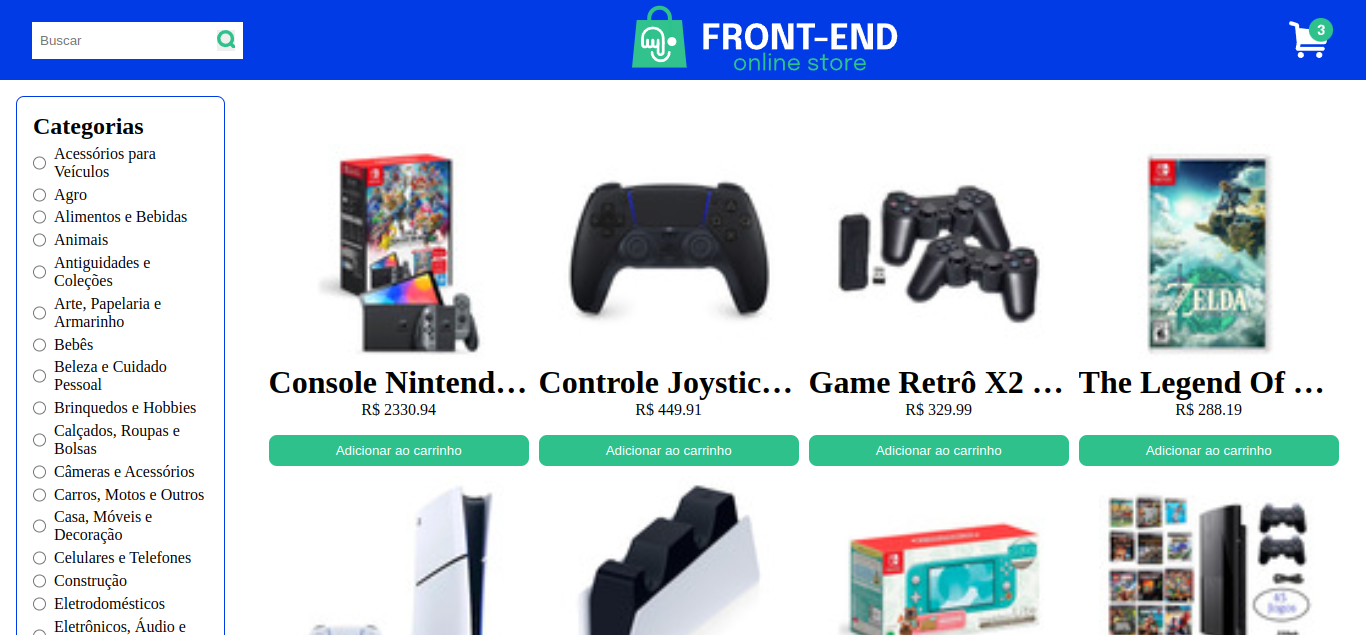 Buscar
FRONT-END
online store
3
Categorias
Acessórios para
Veículos
Agro
Alimentos e Bebidas
Animais
Antiguidades e
Coleções
Arte, Papelaria e
Armarinho
Bebês
Beleza e Cuidado
Pessoal
Brinquedos e Hobbies
Calçados, Roupas e
Bolsas
Câmeras e Acessórios
Carros, Motos e Outros
Casa, Móveis e
Decoração
Celulares e Telefones
Construção
Eletrodomésticos
Eletrônicos, Áudio e
ZELDA
Console Nintend…
R$ 2330.94
Adicionar ao carrinho
Controle Joystic…
R$ 449.91
Adicionar ao carrinho
Game Retrô X2 …
R$ 329.99
Adicionar ao carrinho
The Legend Of …
R$ 288.19
Adicionar ao carrinho
Lite
Jogos